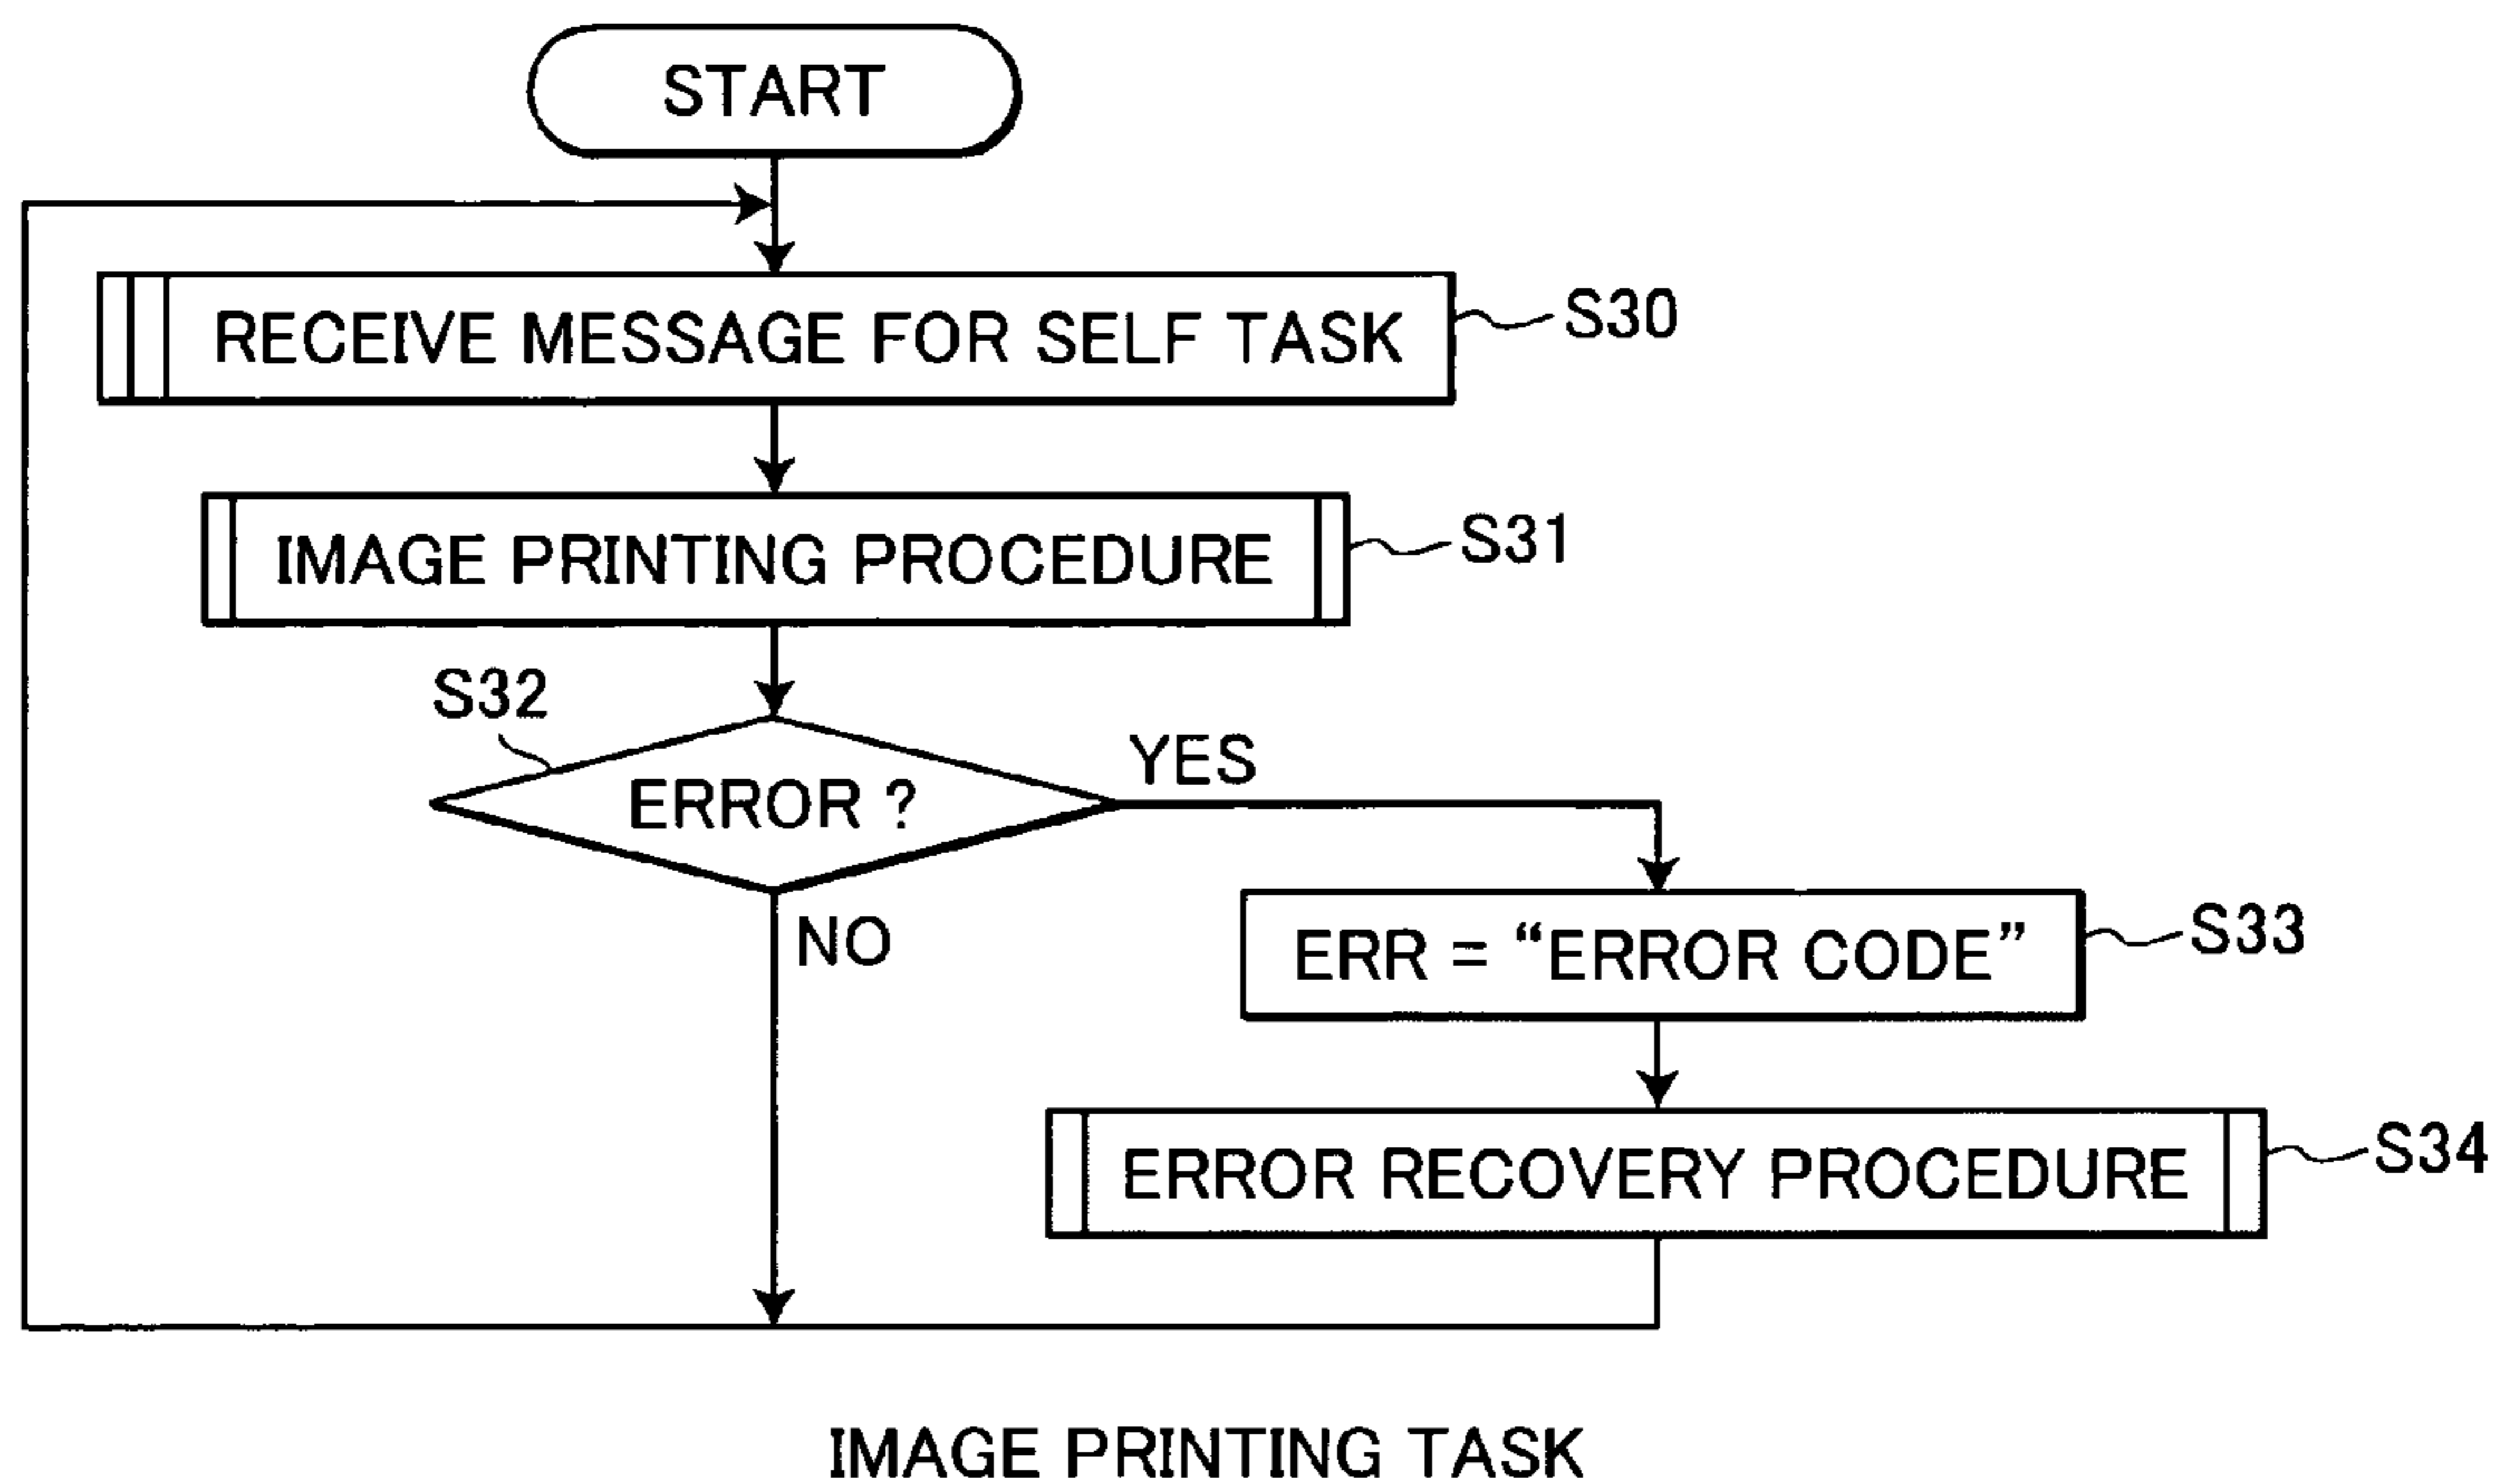 START
RECEIVE MESSAGE FOR SELF TASK
S30
IMAGE PRINTING PROCEDURE
S31
S32
ERROR ?
YES
NO
ERR = “ERROR CODE”
S33
ERROR RECOVERY PROCEDURE
S34
IMAGE PRINTING TASK